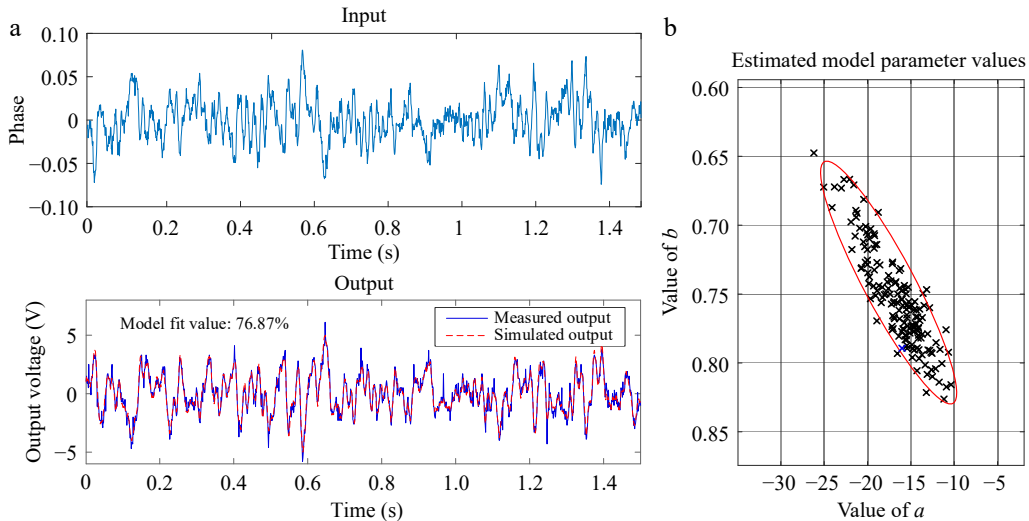 a
Input
Phase
0.10
0.05
0
−0.05
−0.10
0
0.2
0.4
0.6
0.8
1
1.2
1.4
Time (s)
Output
Output voltage (V)
Model fit value: 76.87%
Measured output
Simulated output
5
0
−5
0
0.2
0.4
0.6
0.8
1.0
1.2
1.4
Time (s)
b
Estimated model parameter values
Value of b
0.60
0.65
0.70
0.75
0.80
0.85
−30
−25
−20
−15
−10
−5
Value of a